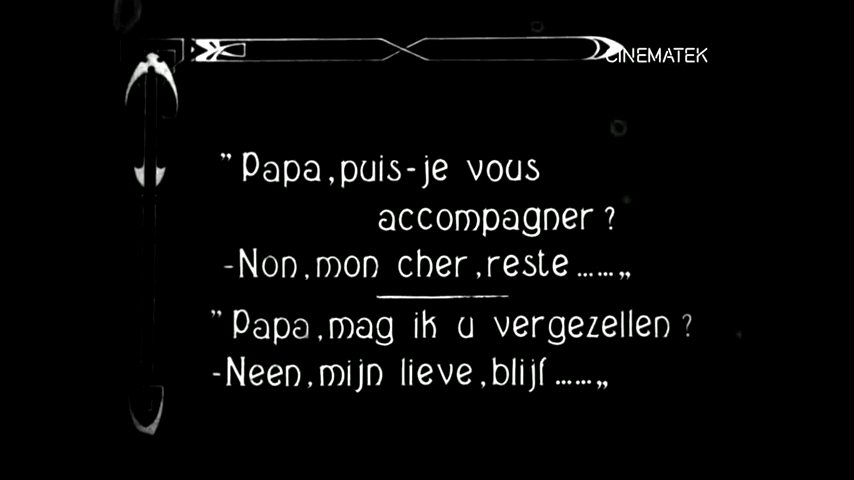 CINEMATEK
”Papa, puis-je vous
accompagner ?
-Non, mon cher, reste ......„
”Papa, mag ik u vergezellen ?
-Neen, mijn lieve, blijf ......„